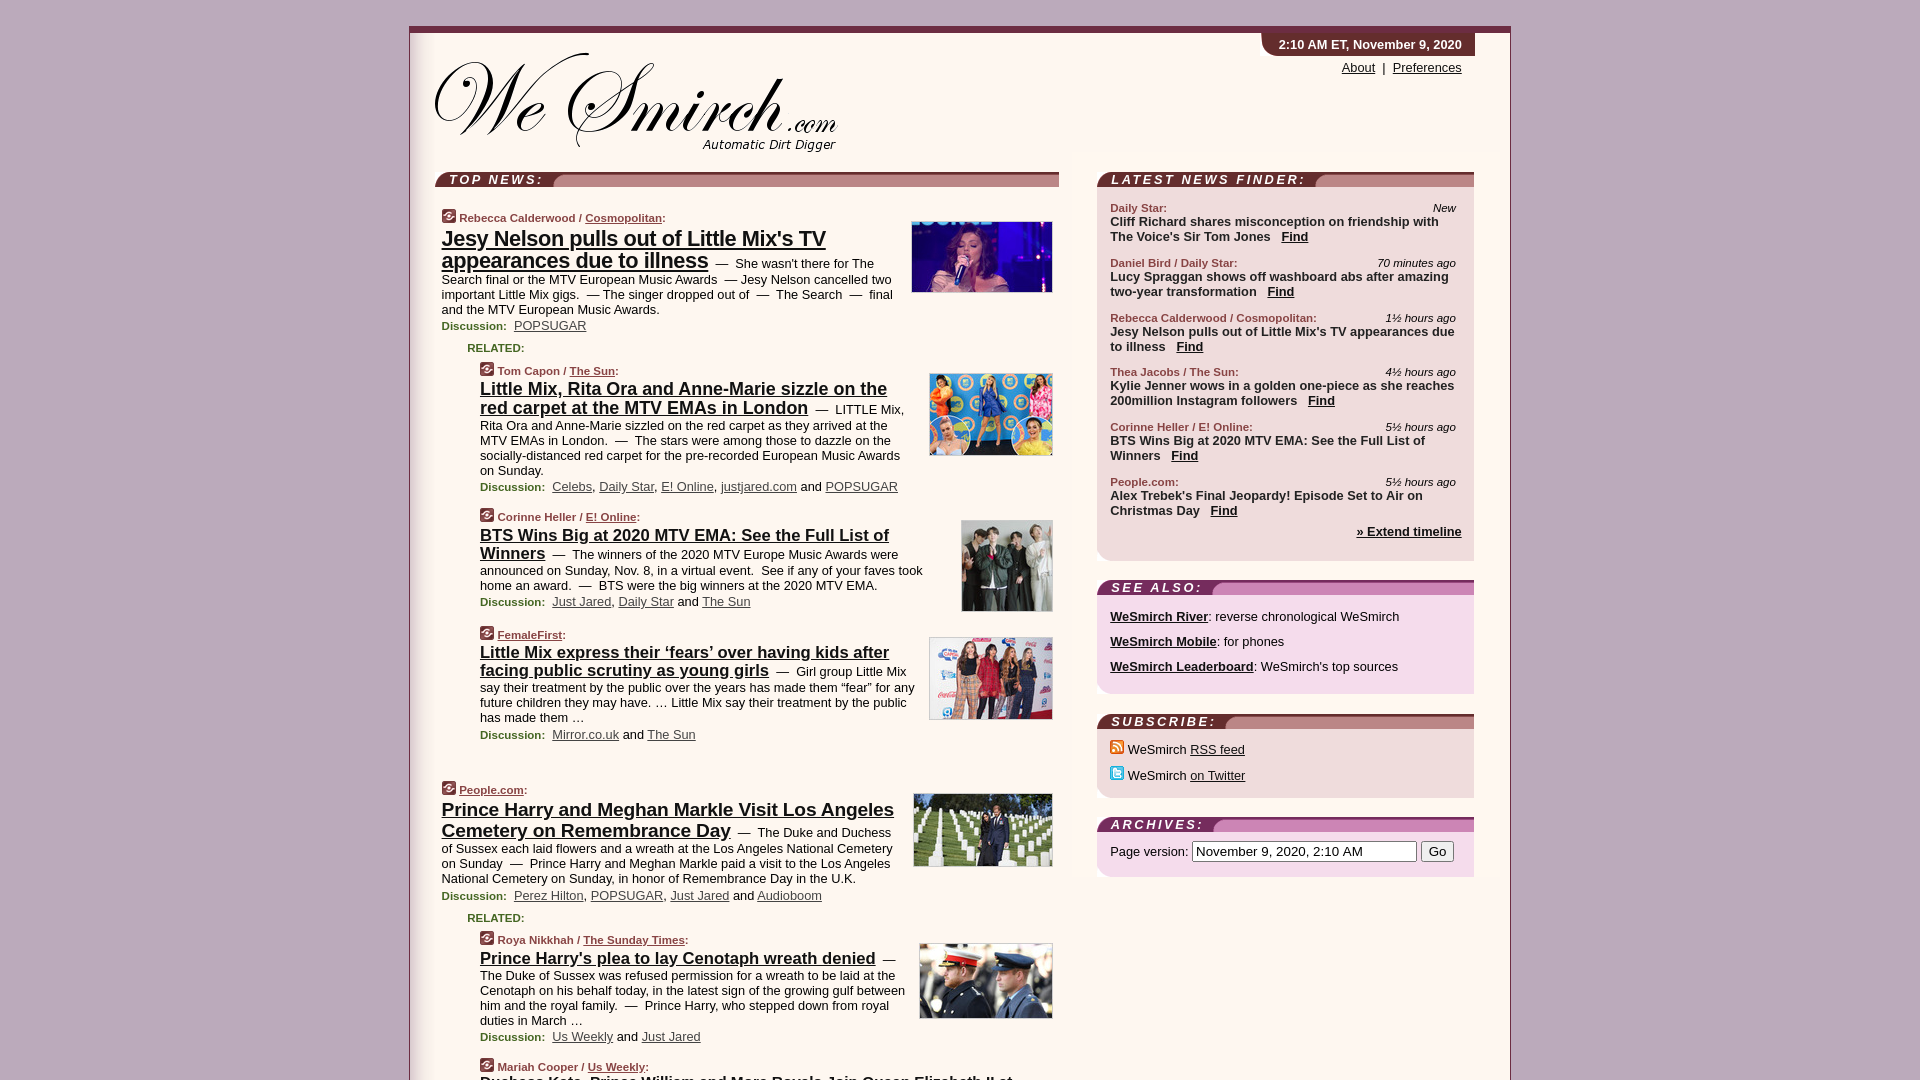 2:10 AM ET, November 9, 2020
About | Preferences
We Smirch.com
Automatic Dirt Digger
TOP NEWS:
Rebecca Calderwood / Cosmopolitan:
Jesy Nelson pulls out of Little Mix's TV
appearances due to illness — She wasn't there for The
Search final or the MTV European Music Awards — Jesy Nelson cancelled two
important Little Mix gigs. — The singer dropped out of — The Search — final
and the MTV European Music Awards.
Discussion: POPSUGAR
RELATED:
Tom Capon / The Sun:
Little Mix, Rita Ora and Anne-Marie sizzle on the
red carpet at the MTV EMAs in London — LITTLE Mix,
Rita Ora and Anne-Marie sizzled on the red carpet as they arrived at the
MTV EMAs in London. — The stars were among those to dazzle on the
socially-distanced red carpet for the pre-recorded European Music Awards
on Sunday.
Discussion: Celebs, Daily Star, E! Online, justjared.com and POPSUGAR
Corinne Heller / E! Online:
BTS Wins Big at 2020 MTV EMA: See the Full List of
Winners — The winners of the 2020 MTV Europe Music Awards were
announced on Sunday, Nov. 8, in a virtual event. See if any of your faves took
home an award. — BTS were the big winners at the 2020 MTV EMA.
Discussion: Just Jared, Daily Star and The Sun
FemaleFirst:
Little Mix express their ‘fears’ over having kids after
facing public scrutiny as young girls — Girl group Little Mix
say their treatment by the public over the years has made them “fear” for any
future children they may have. … Little Mix say their treatment by the public
has made them …
Discussion: Mirror.co.uk and The Sun
People.com:
Prince Harry and Meghan Markle Visit Los Angeles
Cemetery on Remembrance Day — The Duke and Duchess
of Sussex each laid flowers and a wreath at the Los Angeles National Cemetery
on Sunday — Prince Harry and Meghan Markle paid a visit to the Los Angeles
National Cemetery on Sunday, in honor of Remembrance Day in the U.K.
Discussion: Perez Hilton, POPSUGAR, Just Jared and Audioboom
RELATED:
Roya Nikkhah / The Sunday Times:
Prince Harry's plea to lay Cenotaph wreath denied —
The Duke of Sussex was refused permission for a wreath to be laid at the
Cenotaph on his behalf today, in the latest sign of the growing gulf between
him and the royal family. — Prince Harry, who stepped down from royal
duties in March …
Discussion: Us Weekly and Just Jared
Mariah Cooper / Us Weekly:
Duchess Kate, Prince William and More Royals Join Queen Elizabeth II at
LATEST NEWS FINDER:
Daily Star: New
Cliff Richard shares misconception on friendship with
The Voice's Sir Tom Jones Find
Daniel Bird / Daily Star: 70 minutes ago
Lucy Spraggan shows off washboard abs after amazing
two-year transformation Find
Rebecca Calderwood / Cosmopolitan: 1½ hours ago
Jesy Nelson pulls out of Little Mix's TV appearances due
to illness Find
Thea Jacobs / The Sun: 4½ hours ago
Kylie Jenner wows in a golden one-piece as she reaches
200million Instagram followers Find
Corinne Heller / E! Online: 5½ hours ago
BTS Wins Big at 2020 MTV EMA: See the Full List of
Winners Find
People.com: 5½ hours ago
Alex Trebek's Final Jeopardy! Episode Set to Air on
Christmas Day Find
» Extend timeline
SEE ALSO:
WeSmirch River: reverse chronological WeSmirch
WeSmirch Mobile: for phones
WeSmirch Leaderboard: WeSmirch's top sources
SUBSCRIBE:
WeSmirch RSS feed
WeSmirch on Twitter
ARCHIVES:
Page version: November 9, 2020, 2:10 AM Go